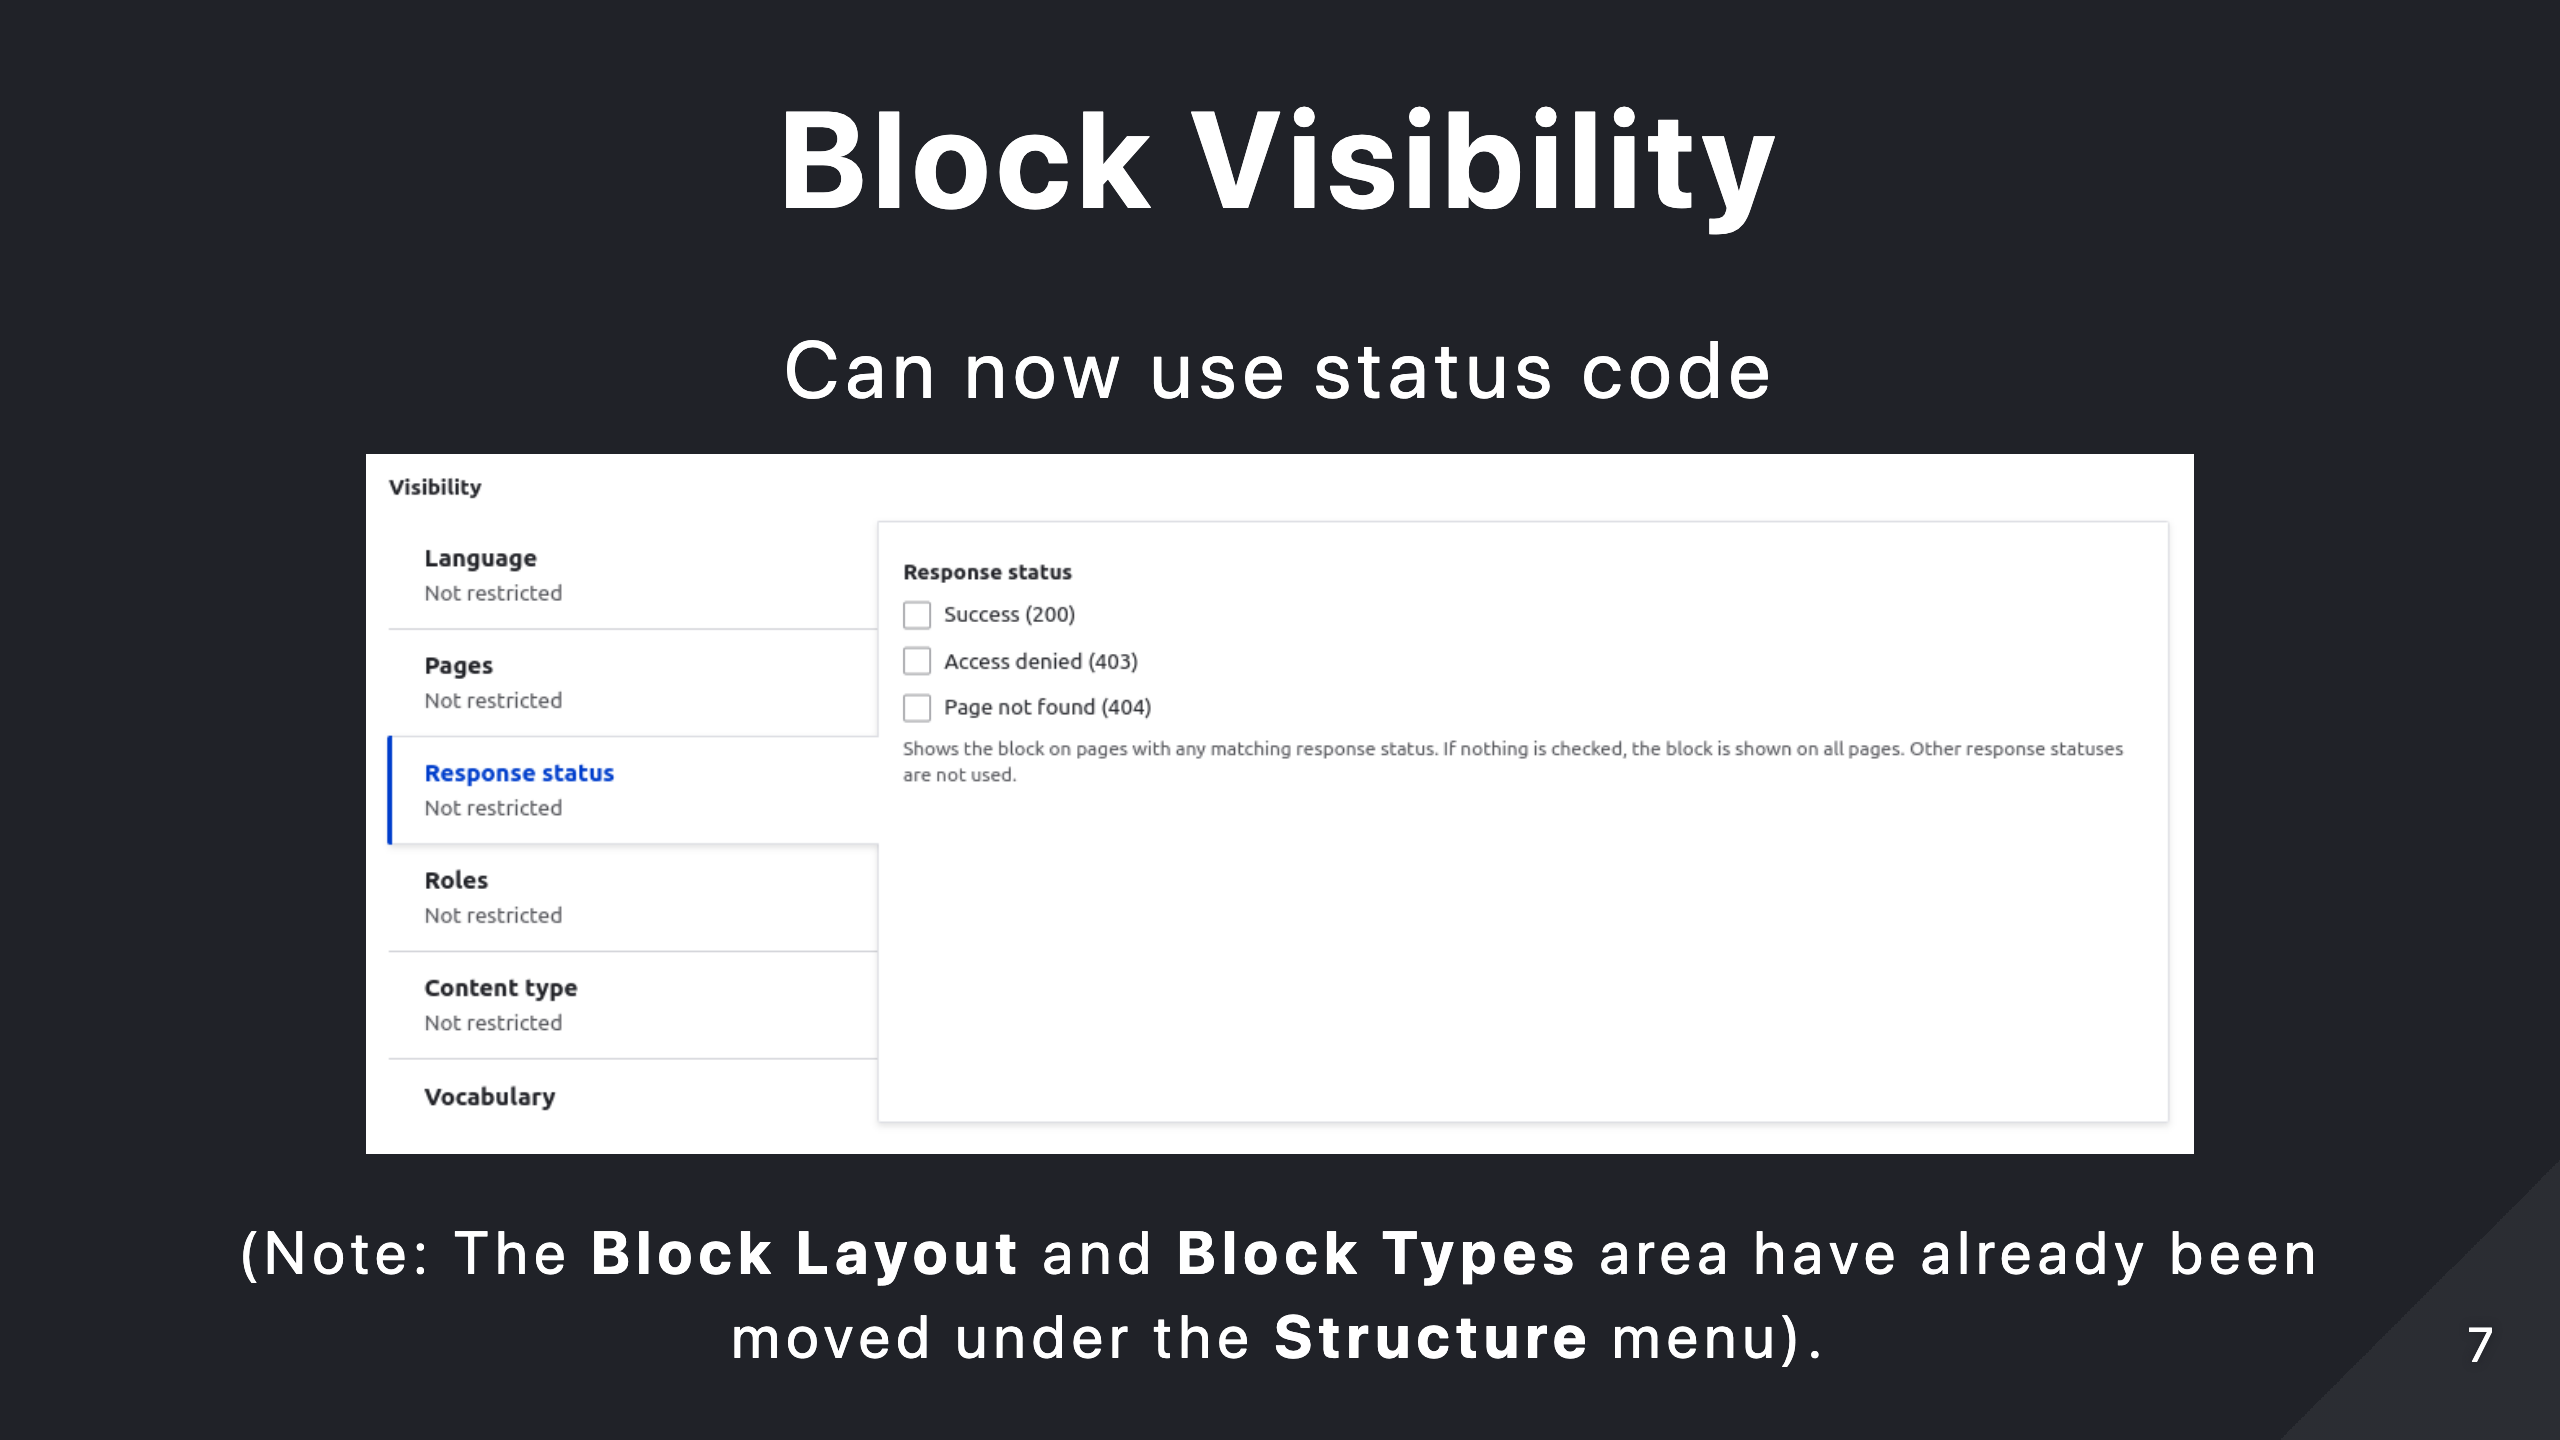 Block Visibility
Can now use status code
Visibility
Language
Not restricted
Pages
Not restricted
Response status
Not restricted
Roles
Not restricted
Content type
Not restricted
Vocabulary
Response status
Success (200)
Access denied (403)
Page not found (404)
Shows the block on pages with any matching response status. If nothing is checked, the block is shown on all pages. Other response statuses
are not used.
(Note: The Block Layout and Block Types area have already been
moved under the Structure menu).
7